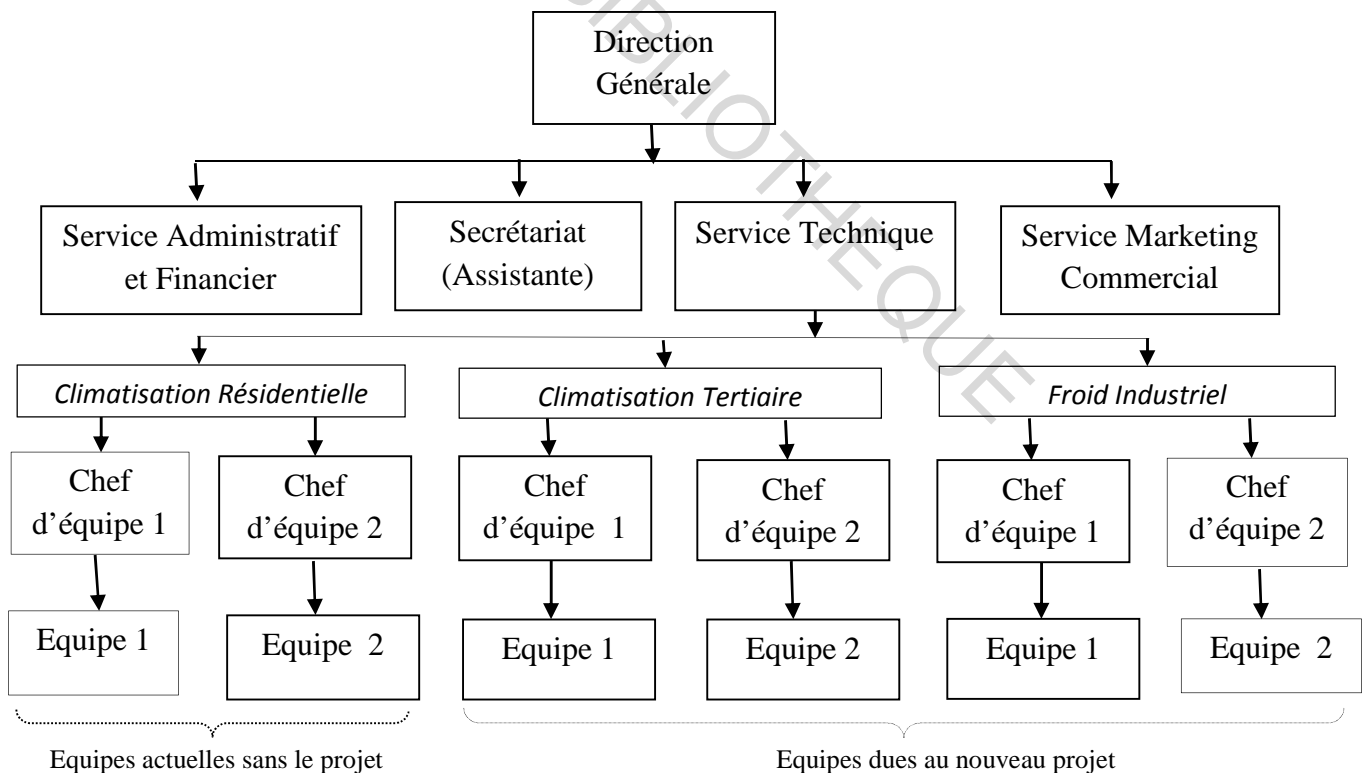 Direction
Générale
BIBLIOTHEQUE
Service Administratif
et Financier
Secrétariat
(Assistante)
Service Technique
Service Marketing
Commercial
Climatisation Résidentielle
Climatisation Tertiaire
Froid Industriel
Chef
d’équipe 1
Chef
d’équipe 2
Chef
d’équipe 1
Chef
d’équipe 2
Chef
d’équipe 1
Chef
d’équipe 2
Equipe 1
Equipe 2
Equipe 1
Equipe 2
Equipe 1
Equipe 2
Equipes actuelles sans le projet
Equipes dues au nouveau projet